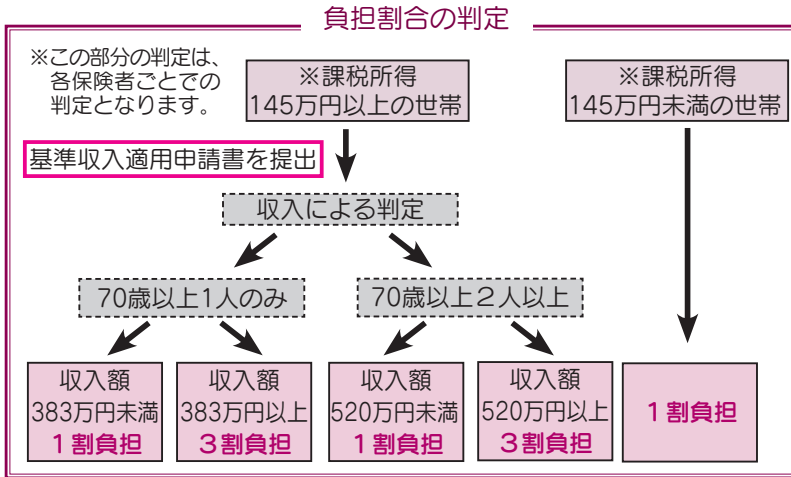 負担割合の判定
※この部分の判定は、
各保険者ごとでの
判定となります。
※課税所得
145万円以上の世帯
※課税所得
145万円未満の世帯
基準収入適用申請書を提出
収入による判定
70歳以上1人のみ
70歳以上2人以上
収入額
383万円未満
1割負担
収入額
383万円以上
3割負担
収入額
520万円未満
1割負担
収入額
520万円以上
3割負担
1割負担